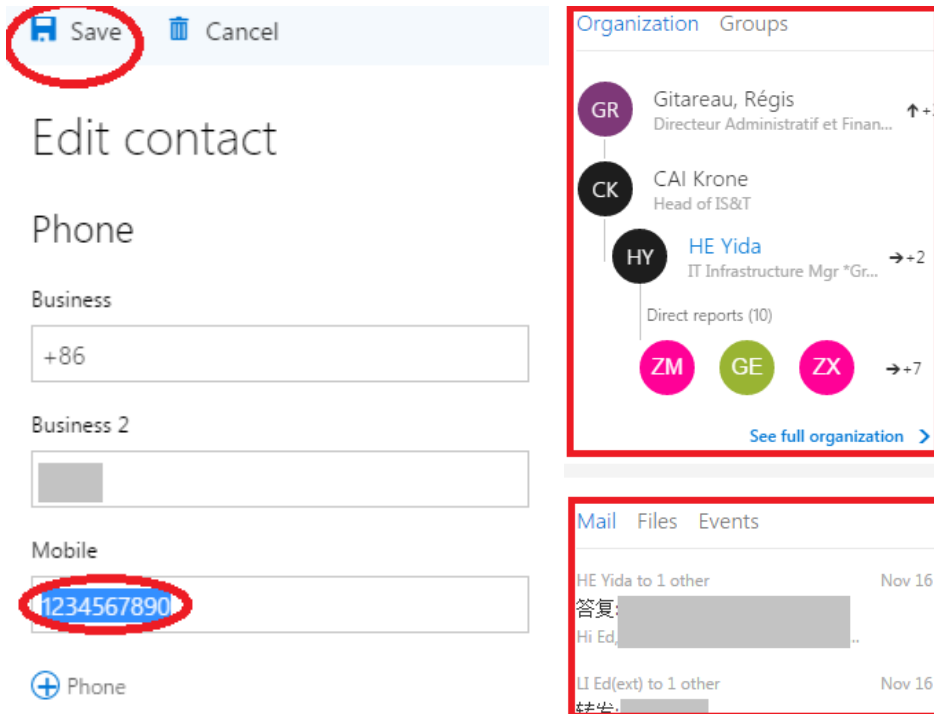 Save Cancel
Edit contact
Phone
Business
+86
Business 2
Mobile
1234567890
Phone
Organization Groups
GR
Gitareau, Régis
Directeur Administratif et Finan...
CK
CAI Krone
Head of IS&T
HY
HE Yida
IT Infrastructure Mgr *Gr...
+2
Direct reports (10)
ZM GE ZX +7
See full organization
Mail Files Events
HE Yida to 1 other Nov 16
答复:
Hi Ed, ..
LI Ed(ext) to 1 other Nov 16
转发: